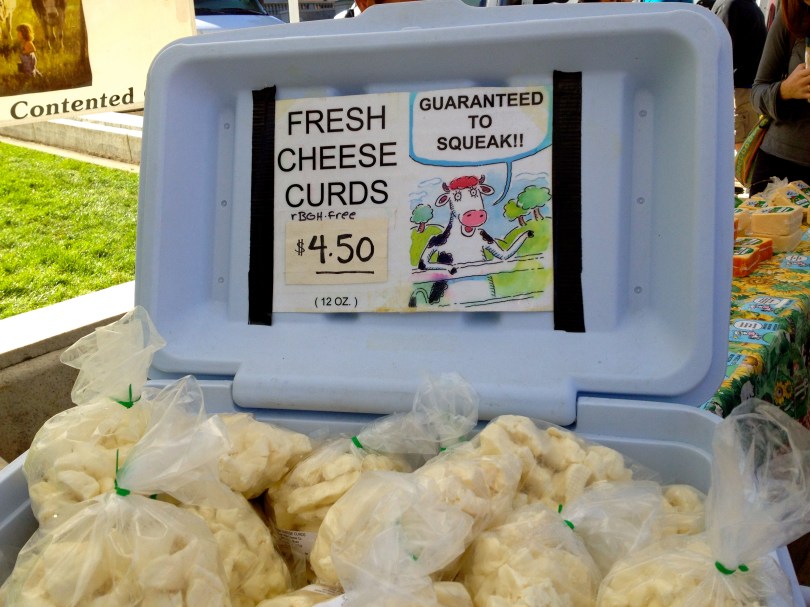 Contented
FRESH
CHEESE
CURDS
rBGH-free
$4.50
(12 OZ.)
GUARANTEED
TO
SQUEAK!!